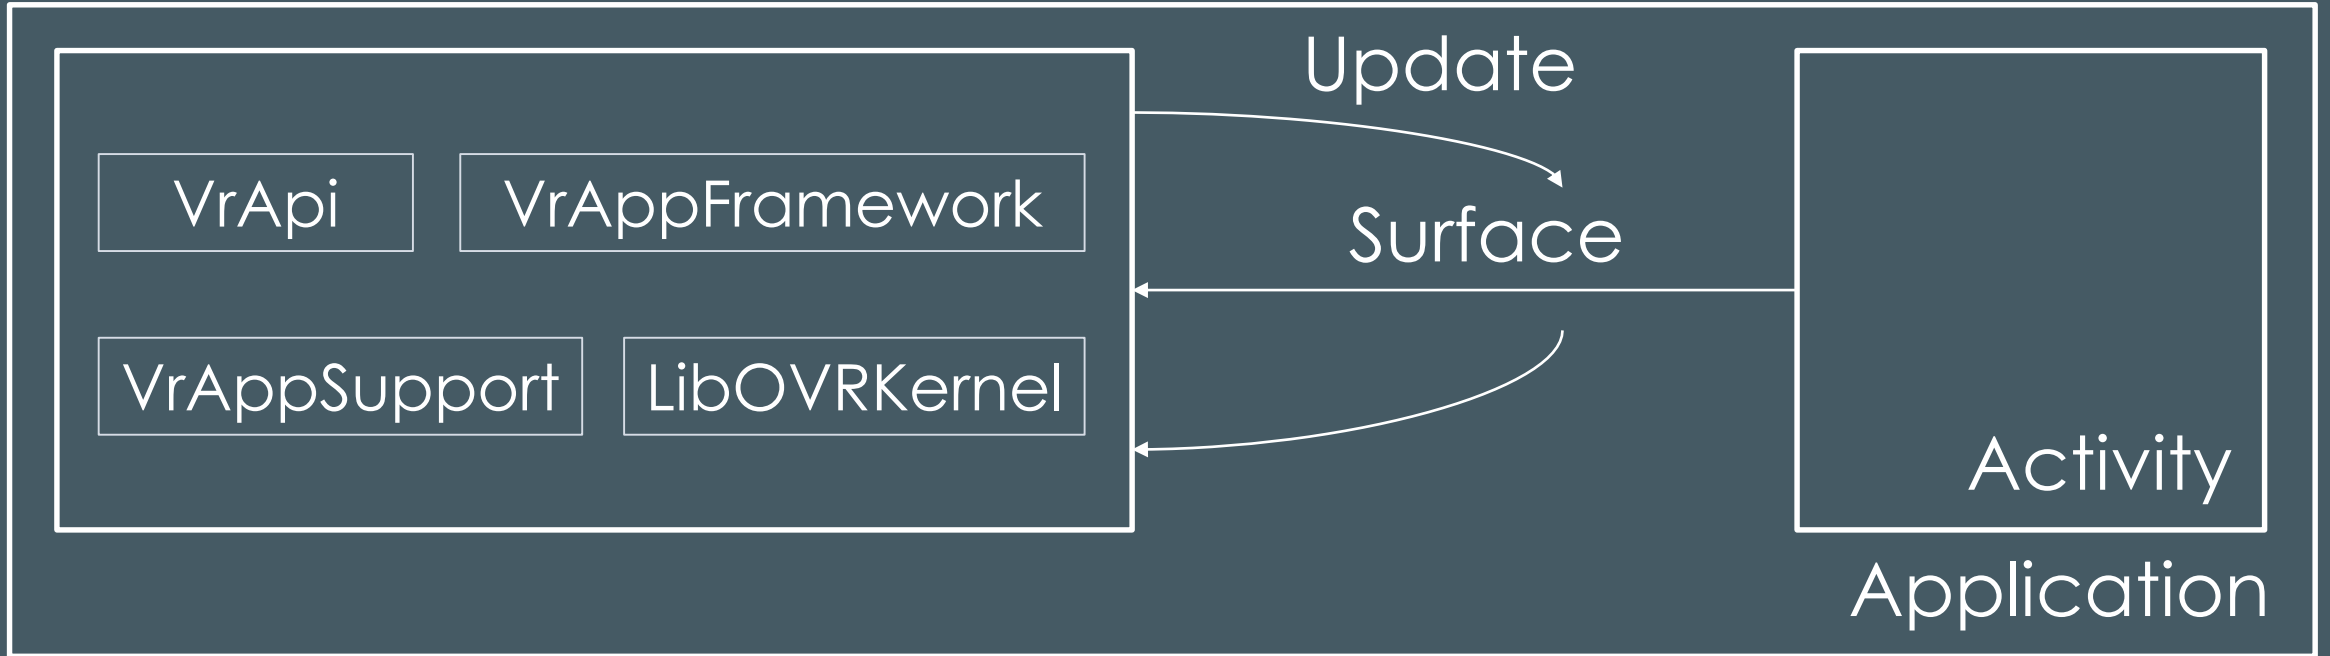 Update
VrApi
VrAppFramework
Surface
VrAppSupport
LibOVRKernel
Activity
Application